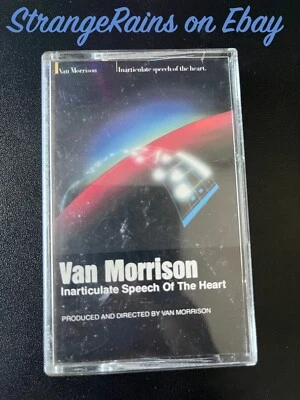 StrangeRains on Ebay
Van Morrison Inarticulate speech of the heart.
Van Morrison
Inarticulate Speech Of The Heart
PRODUCED AND DIRECTED BY VAN MORRISON